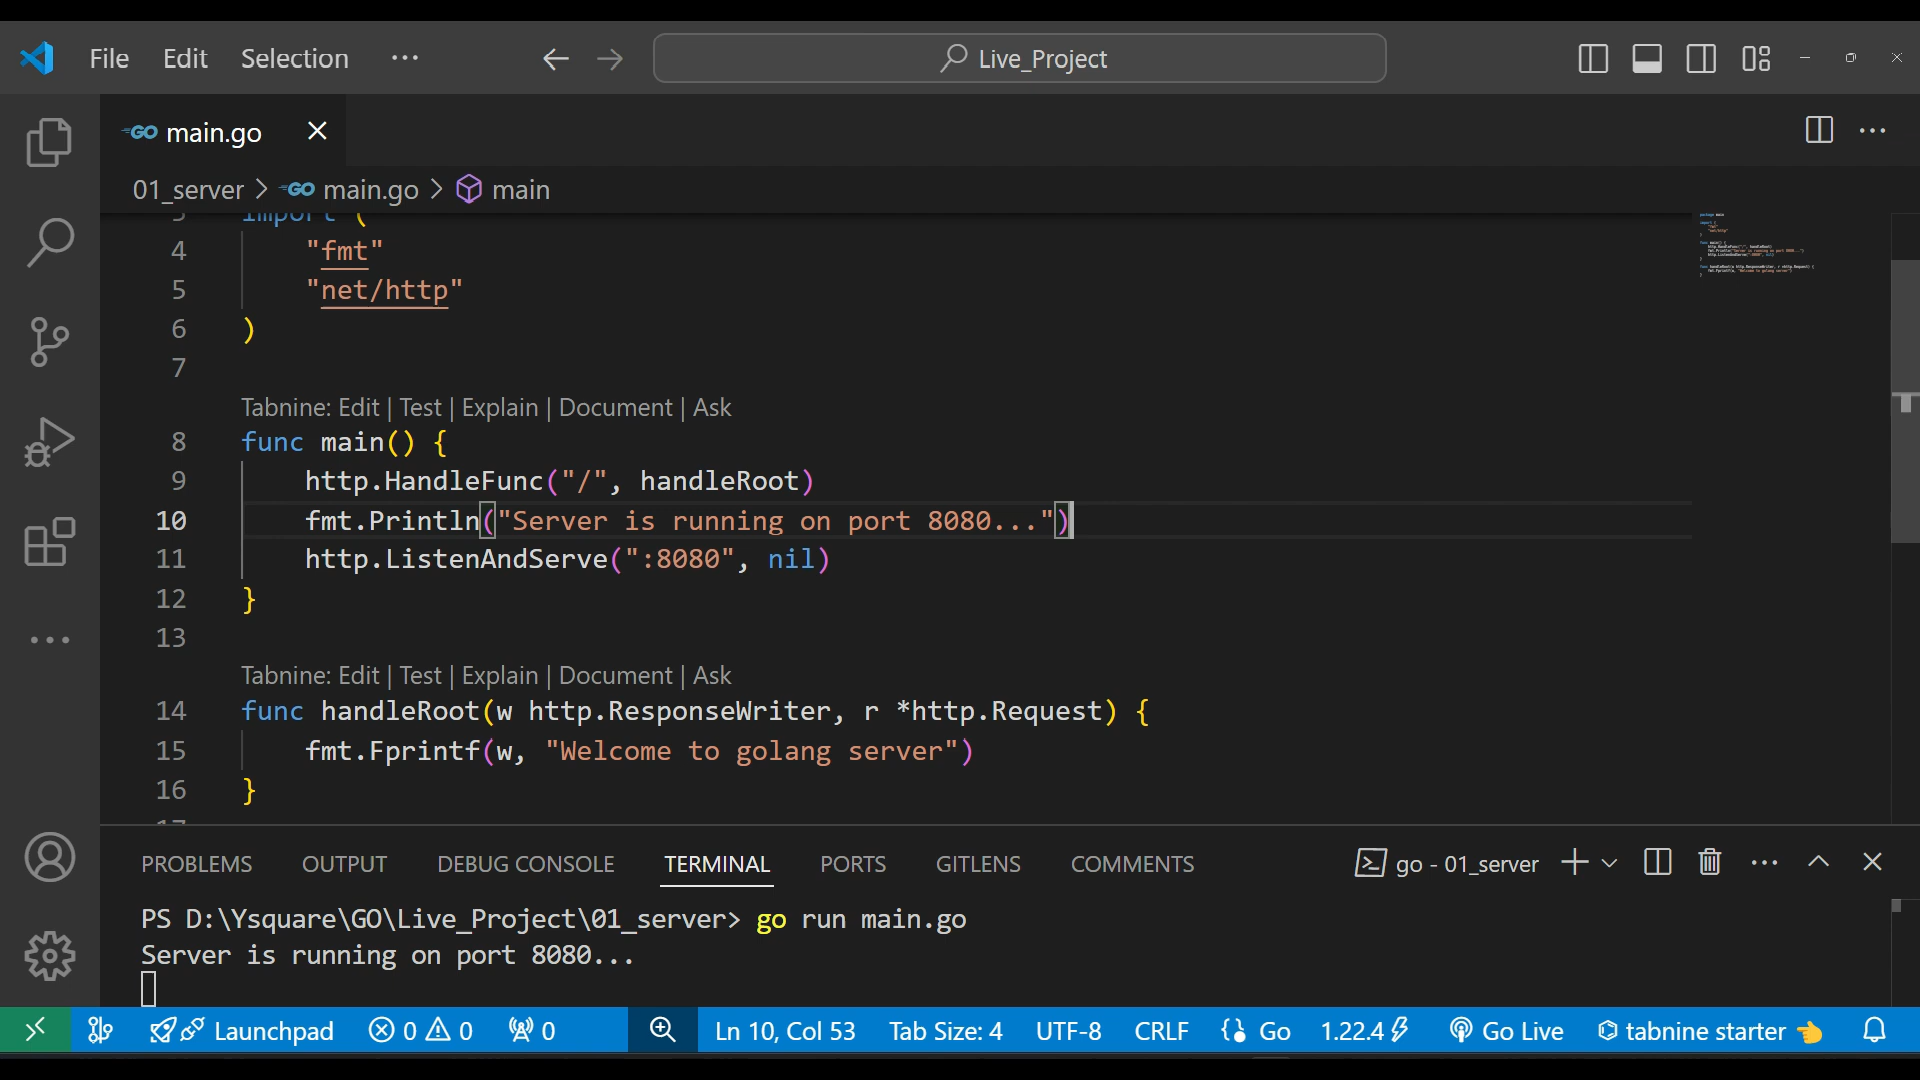 File Edit Selection ··· Live_Project
GO main.go
01_server > GO main.go > main
3 import (
4 "fmt"
5 "net/http"
6 )
7
Tabnine: Edit | Test | Explain | Document | Ask
8 func main() {
9 http.HandleFunc("/", handleRoot)
10 fmt.Println("Server is running on port 8080...")
11 http.ListenAndServe(":8080", nil)
12 }
13
Tabnine: Edit | Test | Explain | Document | Ask
14 func handleRoot(w http.ResponseWriter, r *http.Request) {
15 fmt.Fprintf(w, "Welcome to golang server")
16 }
17
PROBLEMS OUTPUT DEBUG CONSOLE TERMINAL PORTS GITLENS COMMENTS go - 01_server
PS D:\Ysquare\GO\Live_Project\01_server> go run main.go
Server is running on port 8080...
Launchpad 0 0 0 Ln 10, Col 53 Tab Size: 4 UTF-8 CRLF {} Go 1.22.4 Go Live tabnine starter